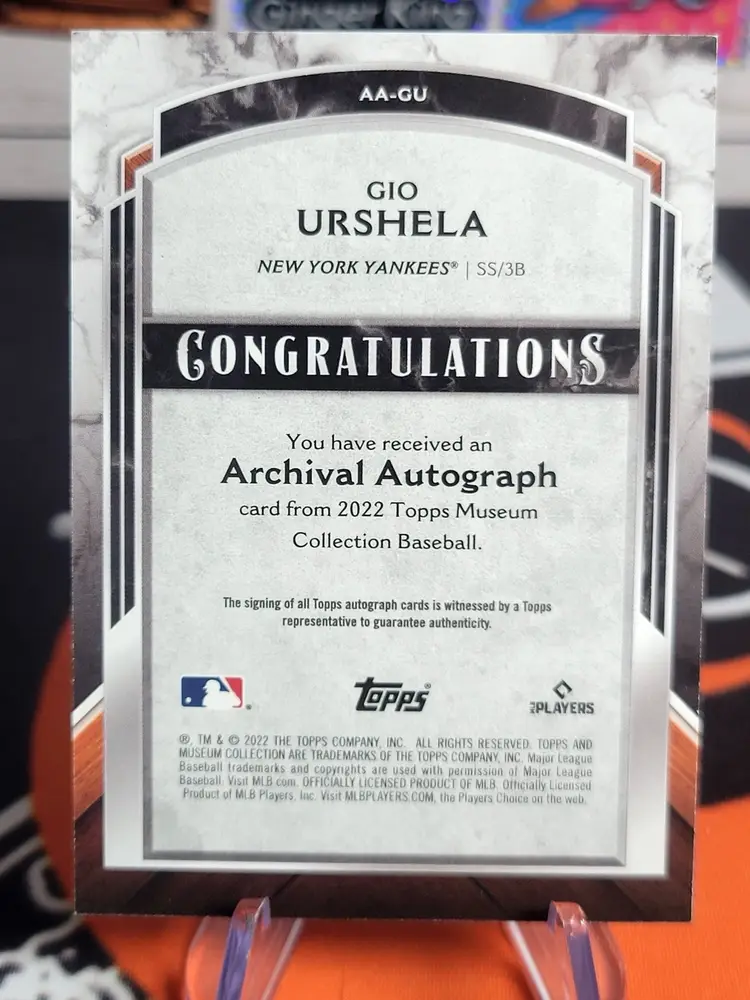 Ginger King
AA-GU
GIO
URSHELA
NEW YORK YANKEES® | SS/3B
CONGRATULATIONS
You have received an
Archival Autograph
card from 2022 Topps Museum
Collection Baseball.
The signing of all Topps autograph cards is witnessed by a Topps
representative to guarantee authenticity.
topps® PLAYERS
®, TM & © 2022 THE TOPPS COMPANY, INC. ALL RIGHTS RESERVED. TOPPS AND
MUSEUM COLLECTION ARE TRADEMARKS OF THE TOPPS COMPANY, INC. Major League
Baseball trademarks and copyrights are used with permission of Major League
Baseball. Visit MLB.com. OFFICIALLY LICENSED PRODUCT OF MLB. Officially Licensed
Product of MLB Players, Inc. Visit MLBPLAYERS.COM, the Players Choice on the web.